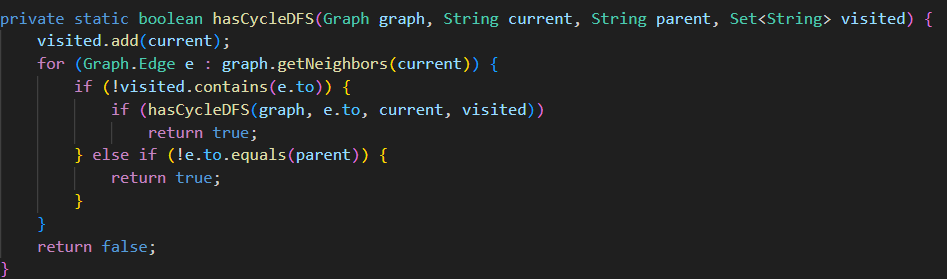 private static boolean hasCycleDFS(Graph graph, String current, String parent, Set<String> visited) {
    visited.add(current);
    for (Graph.Edge e : graph.getNeighbors(current)) {
        if (!visited.contains(e.to)) {
            if (hasCycleDFS(graph, e.to, current, visited))
                return true;
        } else if (!e.to.equals(parent)) {
            return true;
        }
    }
    return false;
}